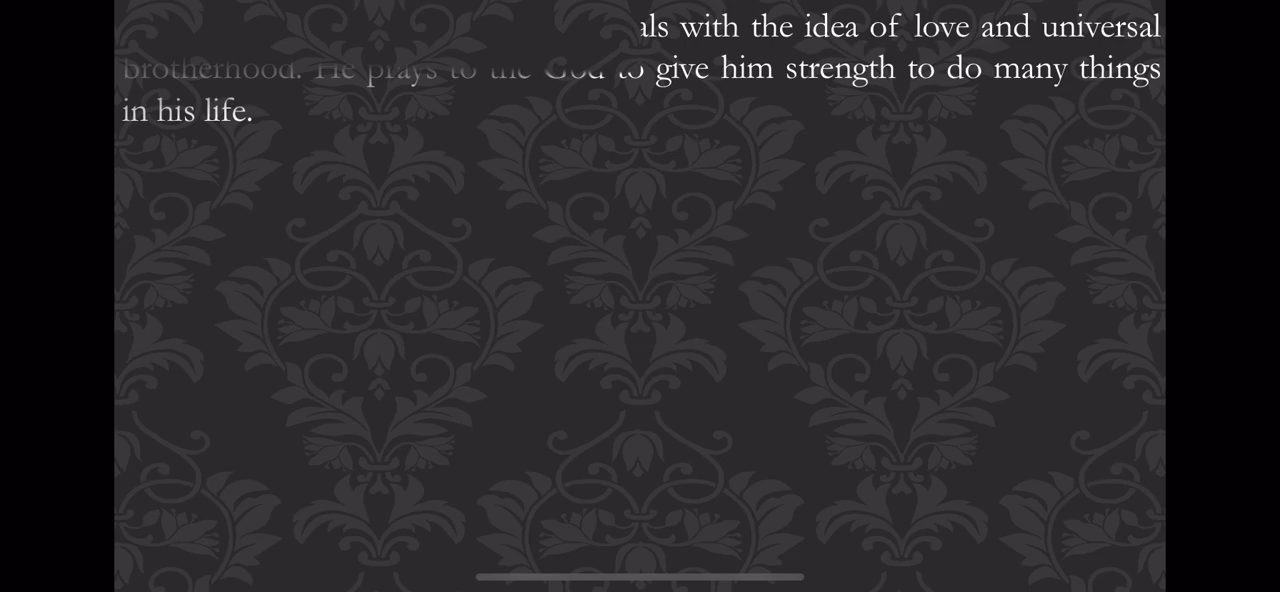 als with the idea of love and universal
brotherhood. He prays to the God to give him strength to do many things
in his life.